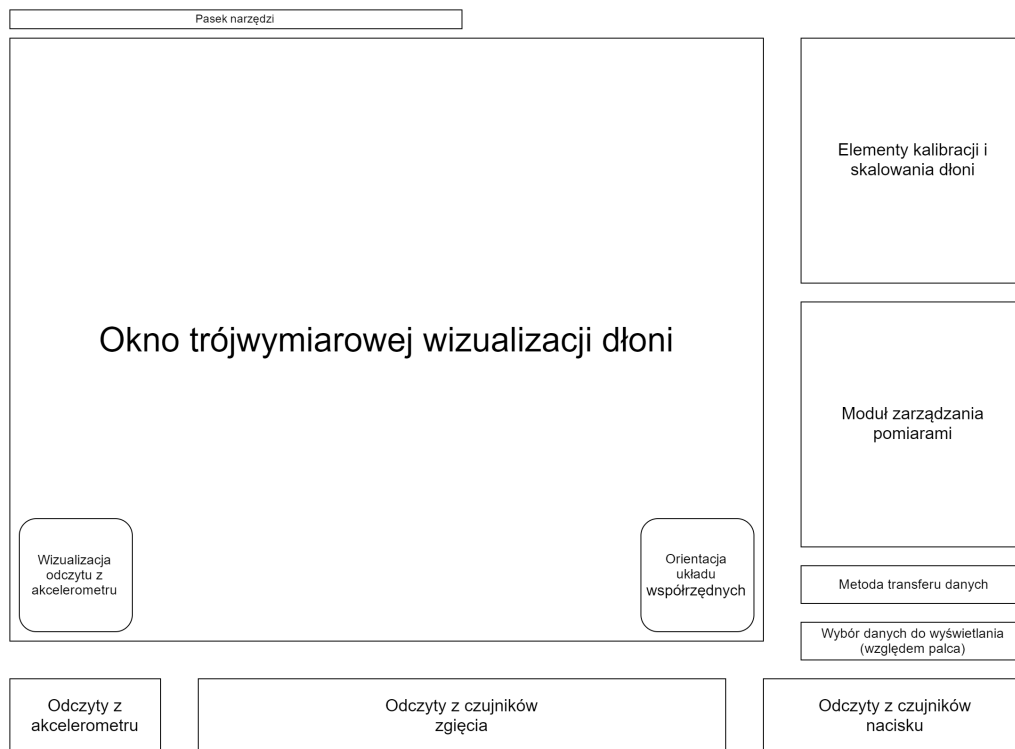 Pasek narzędzi
Elementy kalibracji i
skalowania dłoni
Okno trójwymiarowej wizualizacji dłoni
Moduł zarządzania
pomiarami
Wizualizacja
odczytu z
akcelerometru
Orientacja
układu
współrzędnych
Metoda transferu danych
Wybór danych do wyświetlania
(względem palca)
Odczyty z
akcelerometru
Odczyty z czujników
zgięcia
Odczyty z czujników
nacisku